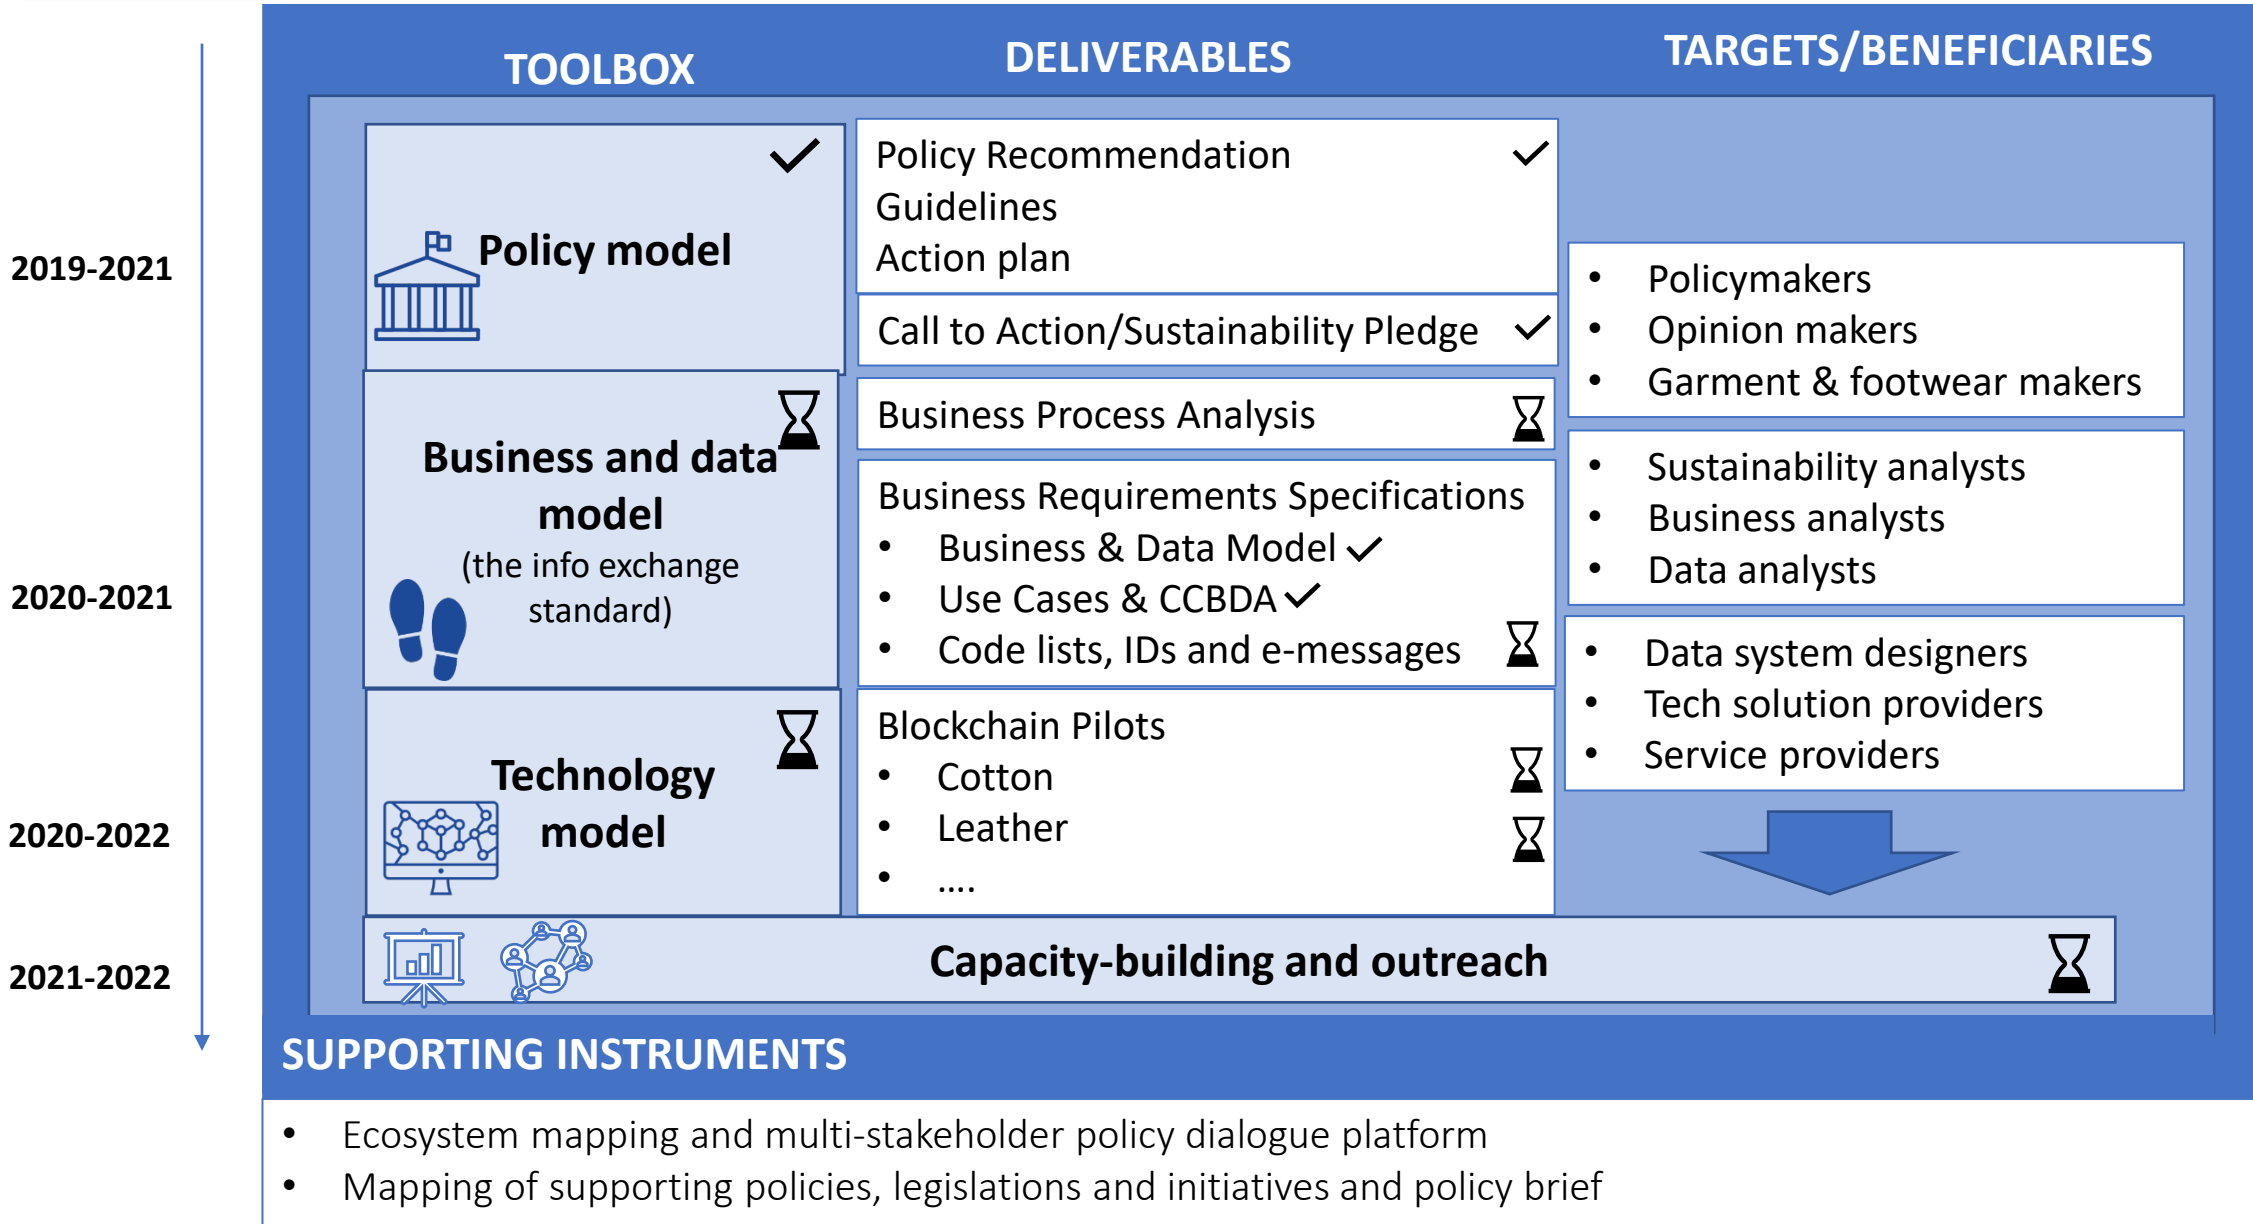 TOOLBOX
DELIVERABLES
TARGETS/BENEFICIARIES
2019-2021
Policy model
Policy Recommendation
Guidelines
Action plan
Call to Action/Sustainability Pledge
• Policymakers
• Opinion makers
• Garment & footwear makers
2020-2021
Business and data
model
(the info exchange
standard)
Business Process Analysis
Business Requirements Specifications
• Business & Data Model
• Use Cases & CCBDA
• Code lists, IDs and e-messages
• Sustainability analysts
• Business analysts
• Data analysts
2020-2022
Technology
model
Blockchain Pilots
• Cotton
• Leather
• ....
• Data system designers
• Tech solution providers
• Service providers
2021-2022
Capacity-building and outreach
SUPPORTING INSTRUMENTS
• Ecosystem mapping and multi-stakeholder policy dialogue platform
• Mapping of supporting policies, legislations and initiatives and policy brief